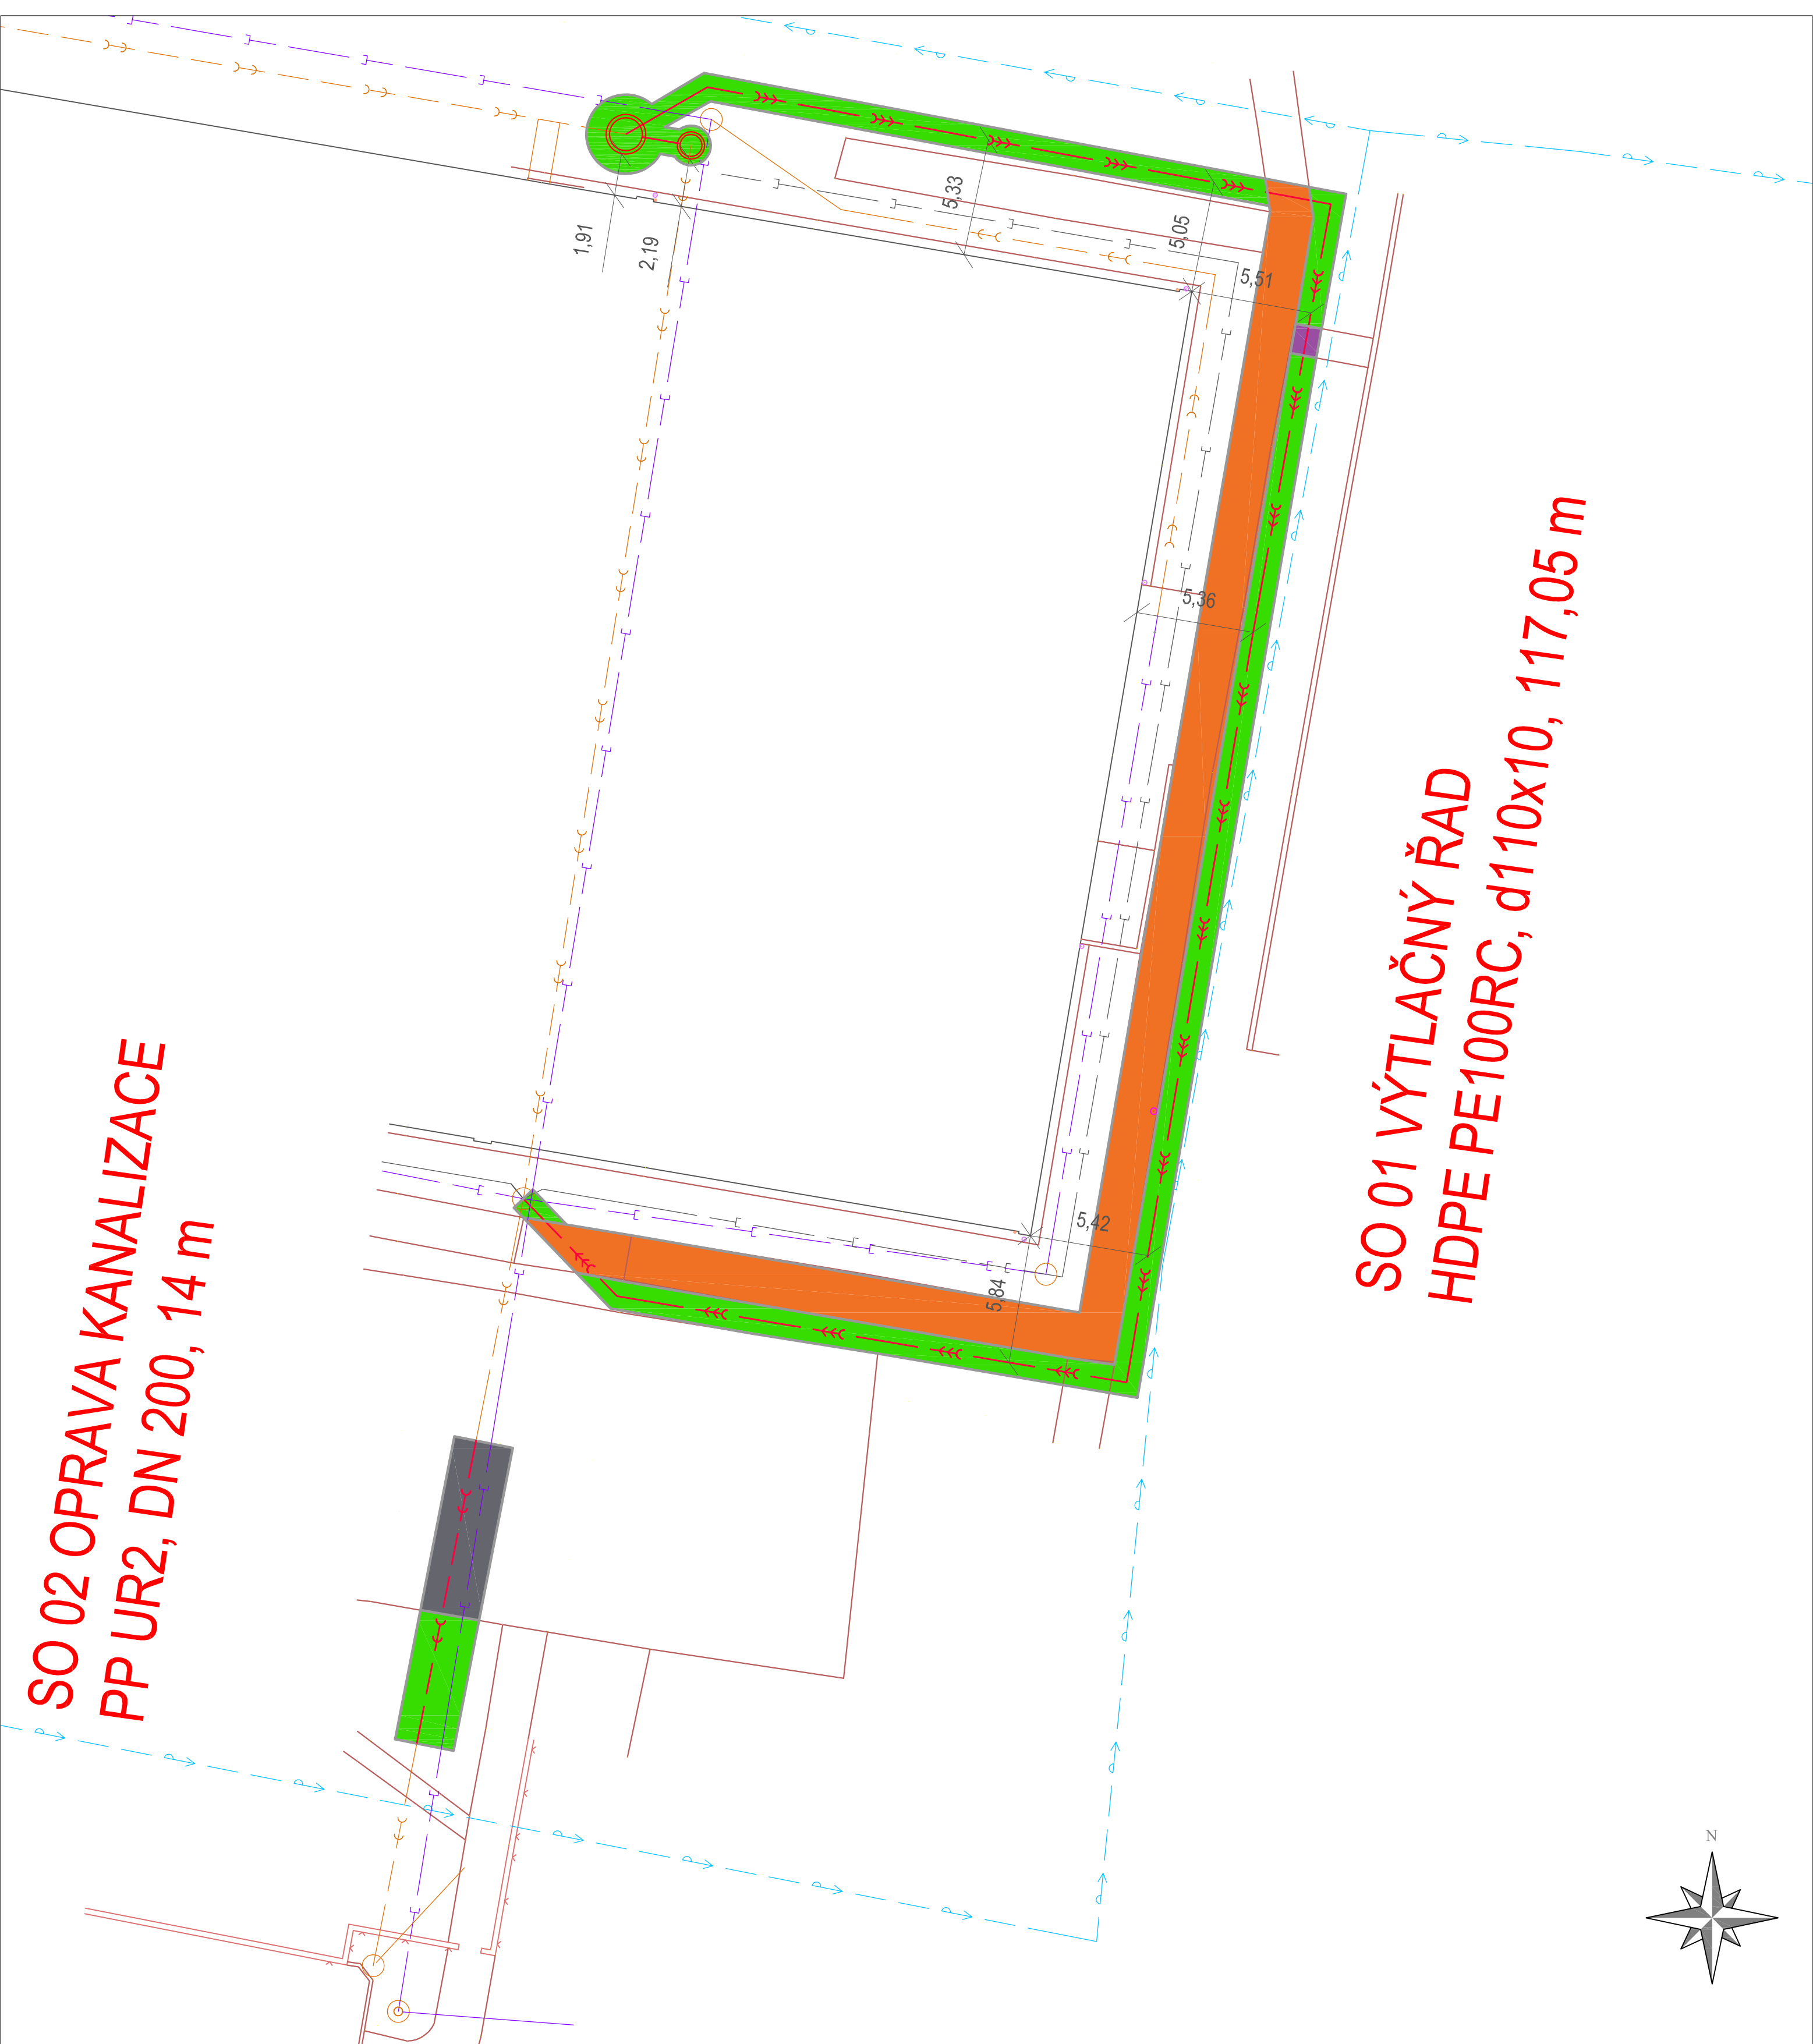 1,91
2,19
5,33
5,05
5,51
5,36
5,42
5,84
SO 01 VÝTLAČNÝ ŘAD
HDPE PE100RC, d110x10, 117,05 m
SO 02 OPRAVA KANALIZACE
PP UR2, DN 200, 14 m
N